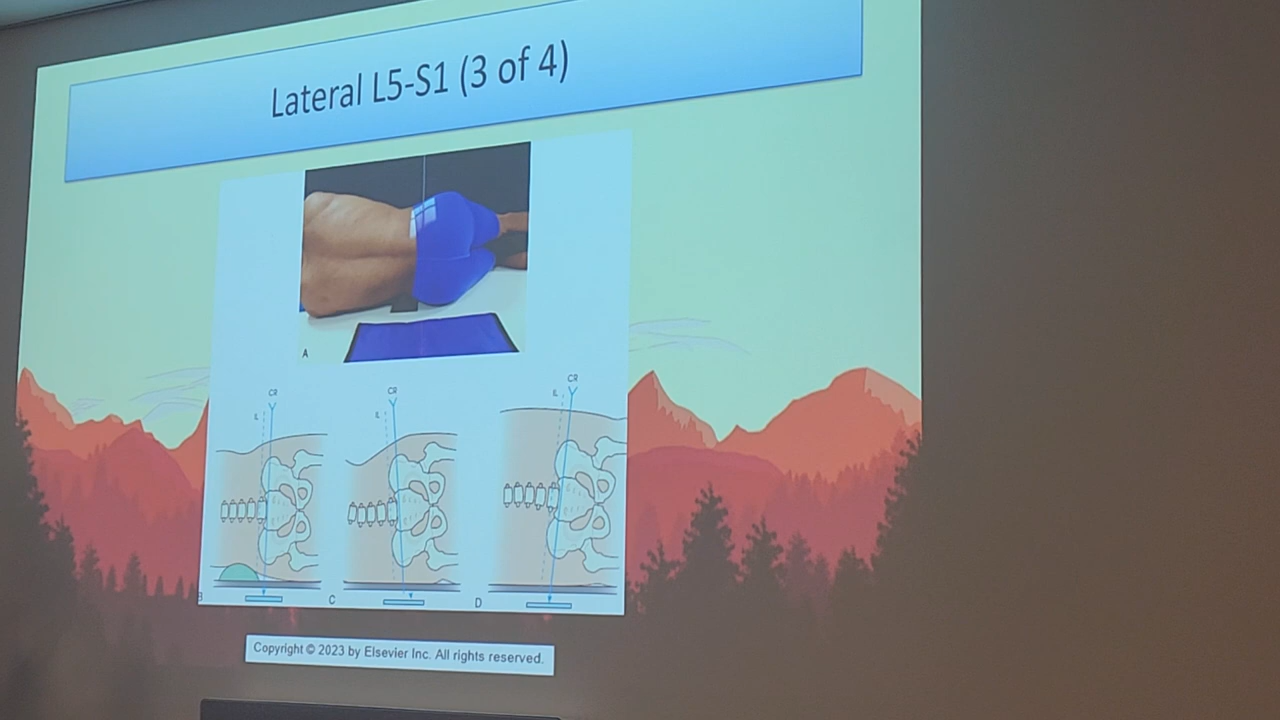 Lateral L5-S1 (3 of 4)
A
CR
IL
CR
IL
CR
IL
B
C
D
Copyright © 2023 by Elsevier Inc. All rights reserved.